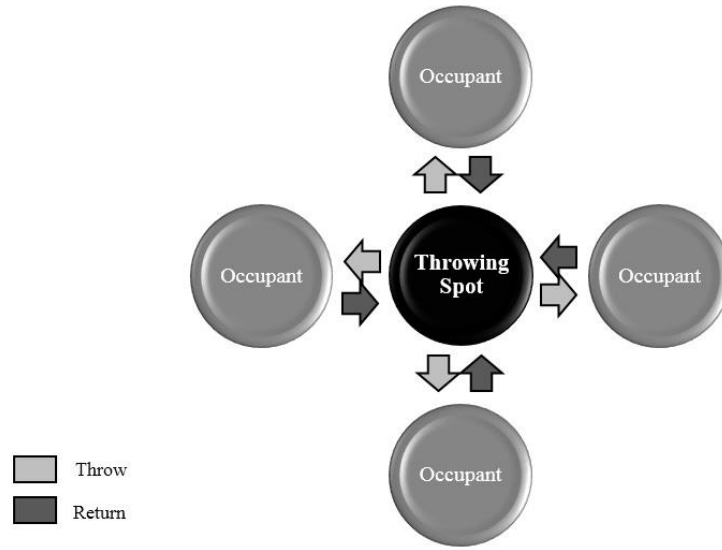 Occupant
Occupant
Throwing
Spot
Occupant
Occupant
Throw
Return